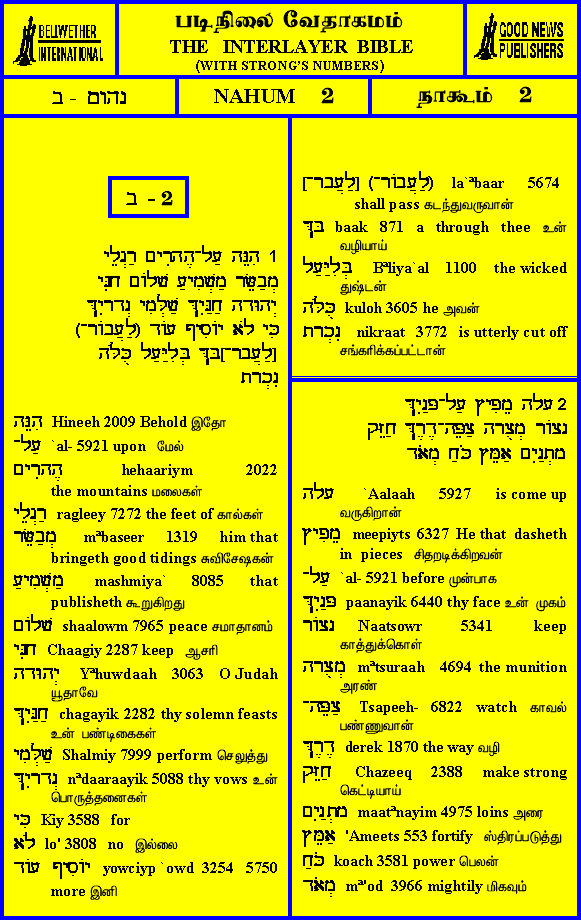 BELLWETHER
INTERNATIONAL
படிநிலை வேதாகமம்
THE INTERLAYER BIBLE
(WITH STRONG'S NUMBERS)
GOOD NEWS
PUBLISHERS
נהום - ב
NAHUM 2
நாகூம் 2
ב - 2
1 הִנֵּה עַל־הֶהָרִים רַגְלֵי
מְבַשֵּׂר מַשְׁמִיעַ שָׁלוֹם חָגִּי
יְהוּדָה חַגַּיִךְ שַׁלְּמִי נְדָרָיִךְ
כִּי לֹא יוֹסִיף עוֹד (לַעֲבוֹר־)
[לַעֲבָר־]בָּךְ בְּלִיַּעַל כֻּלֹּה
נִכְרָת
הִנֵּה Hineeh 2009 Behold இதோ
עַל־ `al- 5921 upon மேல்
הֶהָרִים hehaariym 2022
the mountains மலைகள்
רַגְלֵי ragleey 7272 the feet of கால்கள்
מְבַשֵּׂר mªbaseer 1319 him that
bringeth good tidings சுவிசேஷகன்
מַשְׁמִיעַ mashmiya` 8085 that
publisheth கூறுகிறது
שָׁלוֹם shaalowm 7965 peace சமாதானம்
חָגִּי Chaagiy 2287 keep ஆசரி
יְהוּדָה Yªhuwdaah 3063 O Judah
யூதாவே
חַגַּיִךְ chagayik 2282 thy solemn feasts
உன் பண்டிகைகள்
שַׁלְּמִי Shalmiy 7999 perform செலுத்து
נְדָרָיִךְ nªdaaraayik 5088 thy vows உன்
பொருத்தனைகள்
כִּי Kiy 3588 for
לֹא lo' 3808 no இல்லை
יוֹסִיף עוֹד yowciyp `owd 3254 5750
more இனி
[לַעֲבָר־] (לַעֲבוֹר־) la`ªbaar 5674
shall pass கடந்துவருவான்
בָּךְ baak 871 a through thee உன்
வழியாய்
בְּלִיַּעַל Bªliya`al 1100 the wicked
துஷ்டன்
כֻּלֹּה kuloh 3605 he அவன்
נִכְרָת nikraat 3772 is utterly cut off
சங்கரிக்கப்பட்டான்
2 עָלָה מֵפִיץ עַל־פָּנַיִךְ
נָצוֹר מְצֻרָה צַפֵּה־דֶרֶךְ חַזֵּק
מָתְנַיִם אַמֵּץ כֹּחַ מְאֹד
עָלָה `Aalaah 5927 is come up
வருகிறான்
מֵפִיץ meepiyts 6327 He that dasheth
in pieces சிதறடிக்கிறவன்
עַל־ `al- 5921 before முன்பாக
פָּנַיִךְ paanayik 6440 thy face உன் முகம்
נָצוֹר Naatsowr 5341 keep
காத்துக்கொள்
מְצֻרָה mªtsuraah 4694 the munition
அரண்
צַפֵּה־ Tsapeeh- 6822 watch காவல்
பண்ணுவான்
דֶרֶךְ derek 1870 the way வழி
חַזֵּק Chazeeq 2388 make strong
கெட்டியாய்
מָתְנַיִם maatªnayim 4975 loins அரை
אַמֵּץ 'Ameets 553 fortify ஸ்திரப்படுத்து
כֹּחַ koach 3581 power பெலன்
מְאֹד mª'od 3966 mightily மிகவும்